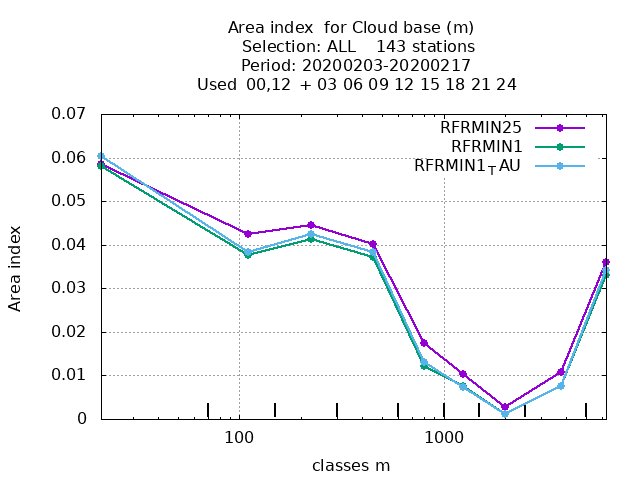 Area index  for Cloud base (m)
Selection: ALL    143 stations
Period: 20200203-20200217
Used  00,12  + 03 06 09 12 15 18 21 24
RFRMIN25
RFRMIN1
RFRMIN1TAU
Area index
0.07
0.06
0.05
0.04
0.03
0.02
0.01
0
100
1000
classes m